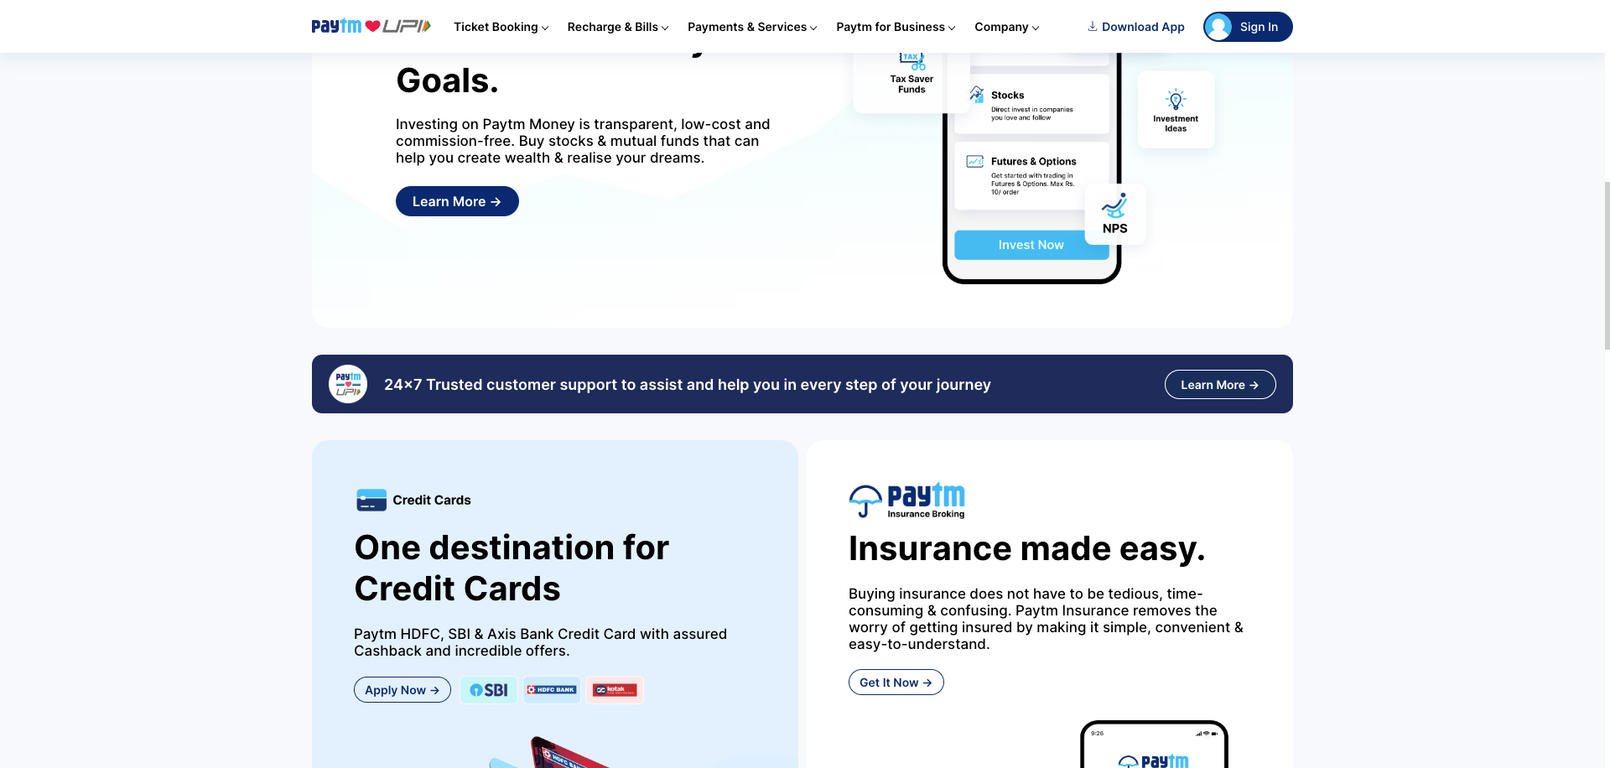 paytm UPI
Ticket Booking
Recharge & Bills
Payments & Services
Paytm for Business
Company
Download App
Sign In
Goals.
Investing on Paytm Money is transparent, low-cost and
commission-free. Buy stocks & mutual funds that can
help you create wealth & realise your dreams.
Learn More →
TAX
Tax Saver
Funds
Stocks
Direct invest in companies
you love and follow
Futures & Options
Get started with trading in
Futures & Options. Max Rs.
10/ order
Invest Now
Investment
Ideas
NPS
paytm
UPI
24×7 Trusted customer support to assist and help you in every step of your journey
Learn More →
Credit Cards
One destination for
Credit Cards
Paytm HDFC, SBI & Axis Bank Credit Card with assured
Cashback and incredible offers.
Apply Now →
SBI
HDFC BANK
kotak
HDFC BANK
paytm
Insurance Broking
Insurance made easy.
Buying insurance does not have to be tedious, time-
consuming & confusing. Paytm Insurance removes the
worry of getting insured by making it simple, convenient &
easy-to-understand.
Get It Now →
9:26
paytm